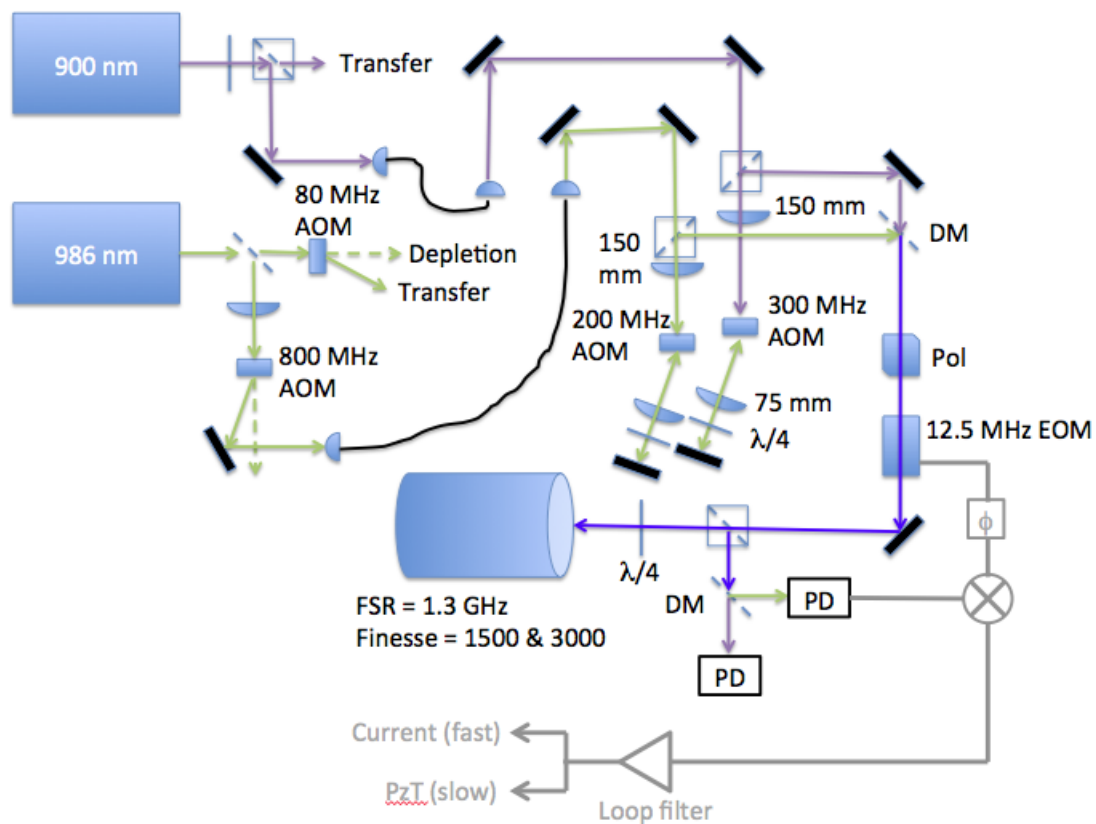 900 nm
Transfer
80 MHz
AOM
986 nm
Depletion
Transfer
800 MHz
AOM
150 mm
DM
150
mm
200 MHz
AOM
300 MHz
AOM
Pol
75 mm
λ/4
12.5 MHz EOM
ϕ
λ/4
DM
PD
FSR = 1.3 GHz
Finesse = 1500 & 3000
PD
Current (fast)
PzT (slow)
Loop filter